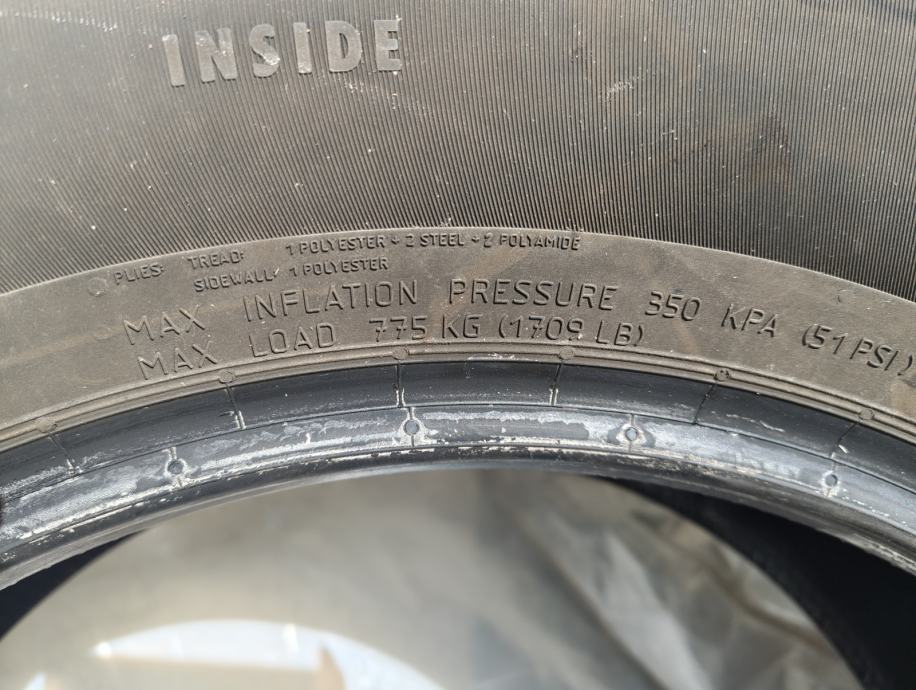 INSIDE
PLIES: TREAD: 1 POLYESTER + 2 STEEL + 2 POLYAMIDE
SIDEWALL: 1 POLYESTER
MAX INFLATION PRESSURE 350 KPA (51 PSI)
MAX LOAD 775 KG (1709 LB)